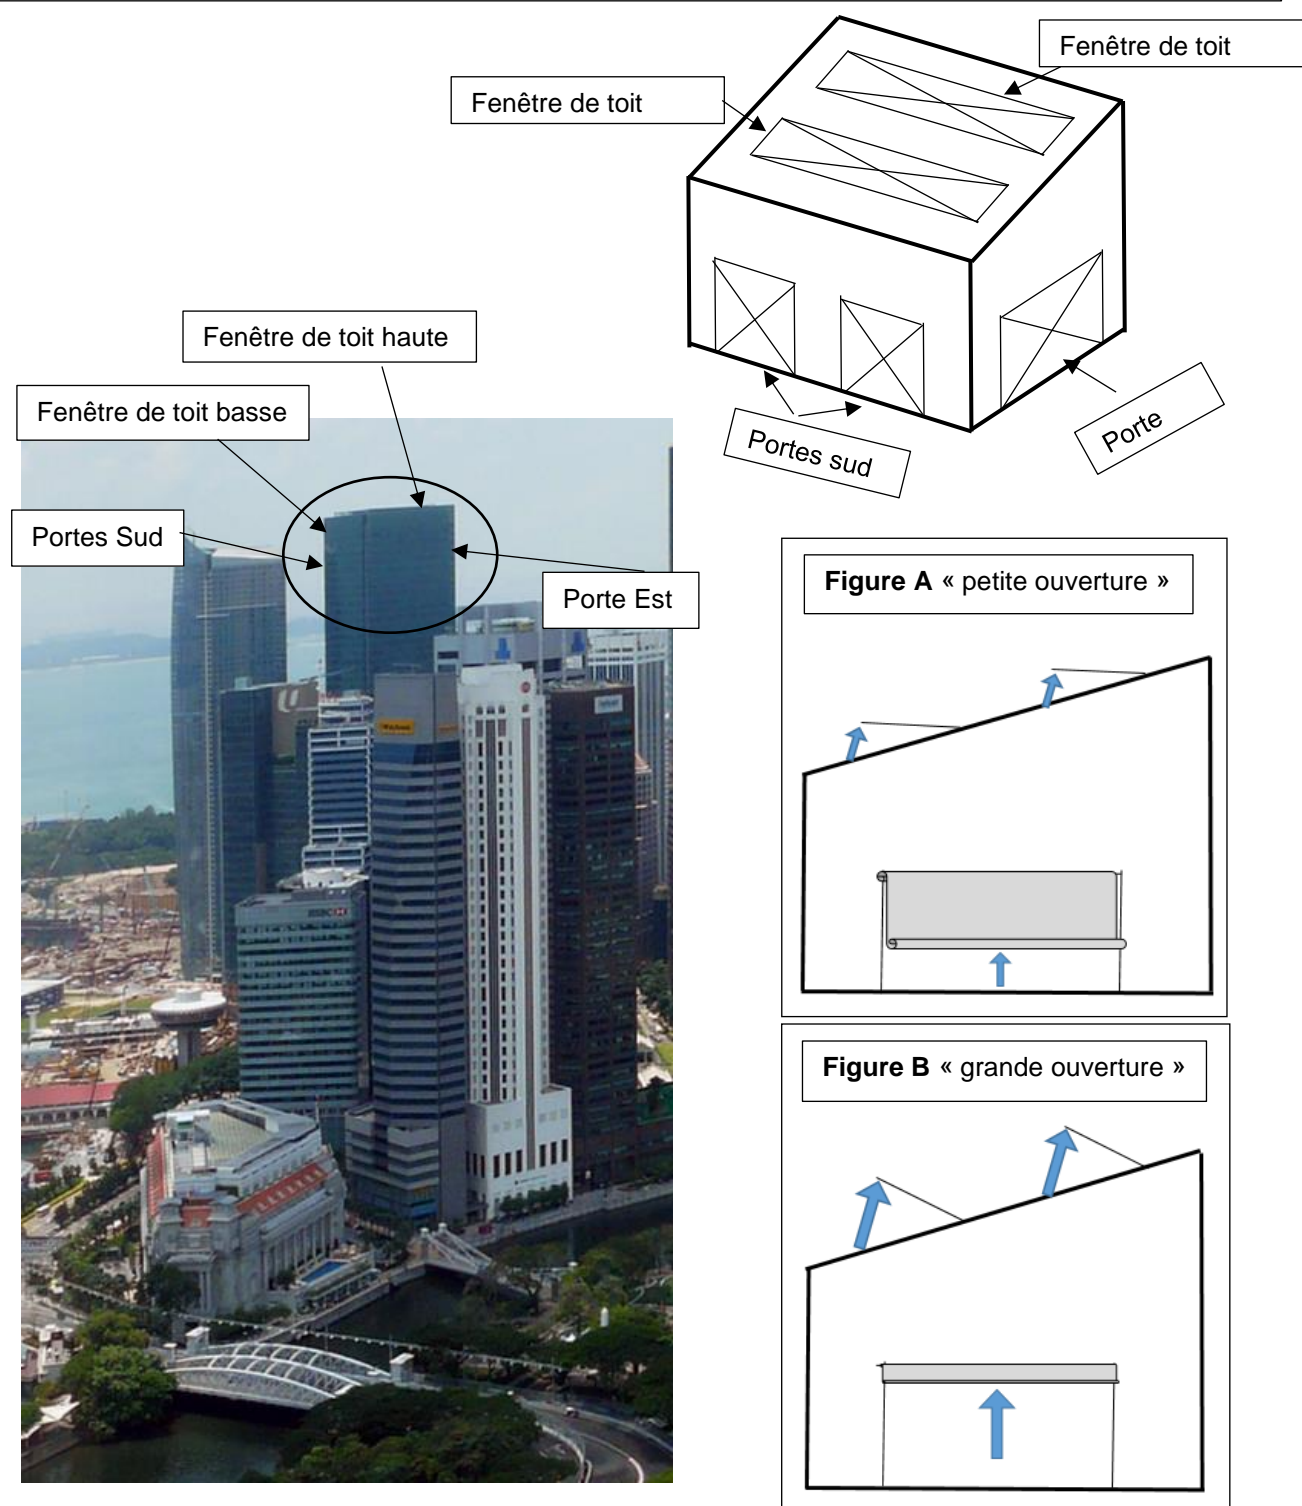 Fenêtre de toit
Fenêtre de toit
Portes sud
Porte
Fenêtre de toit haute
Fenêtre de toit basse
Portes Sud
Porte Est
HSBC
Figure A « petite ouverture »
Figure B « grande ouverture »